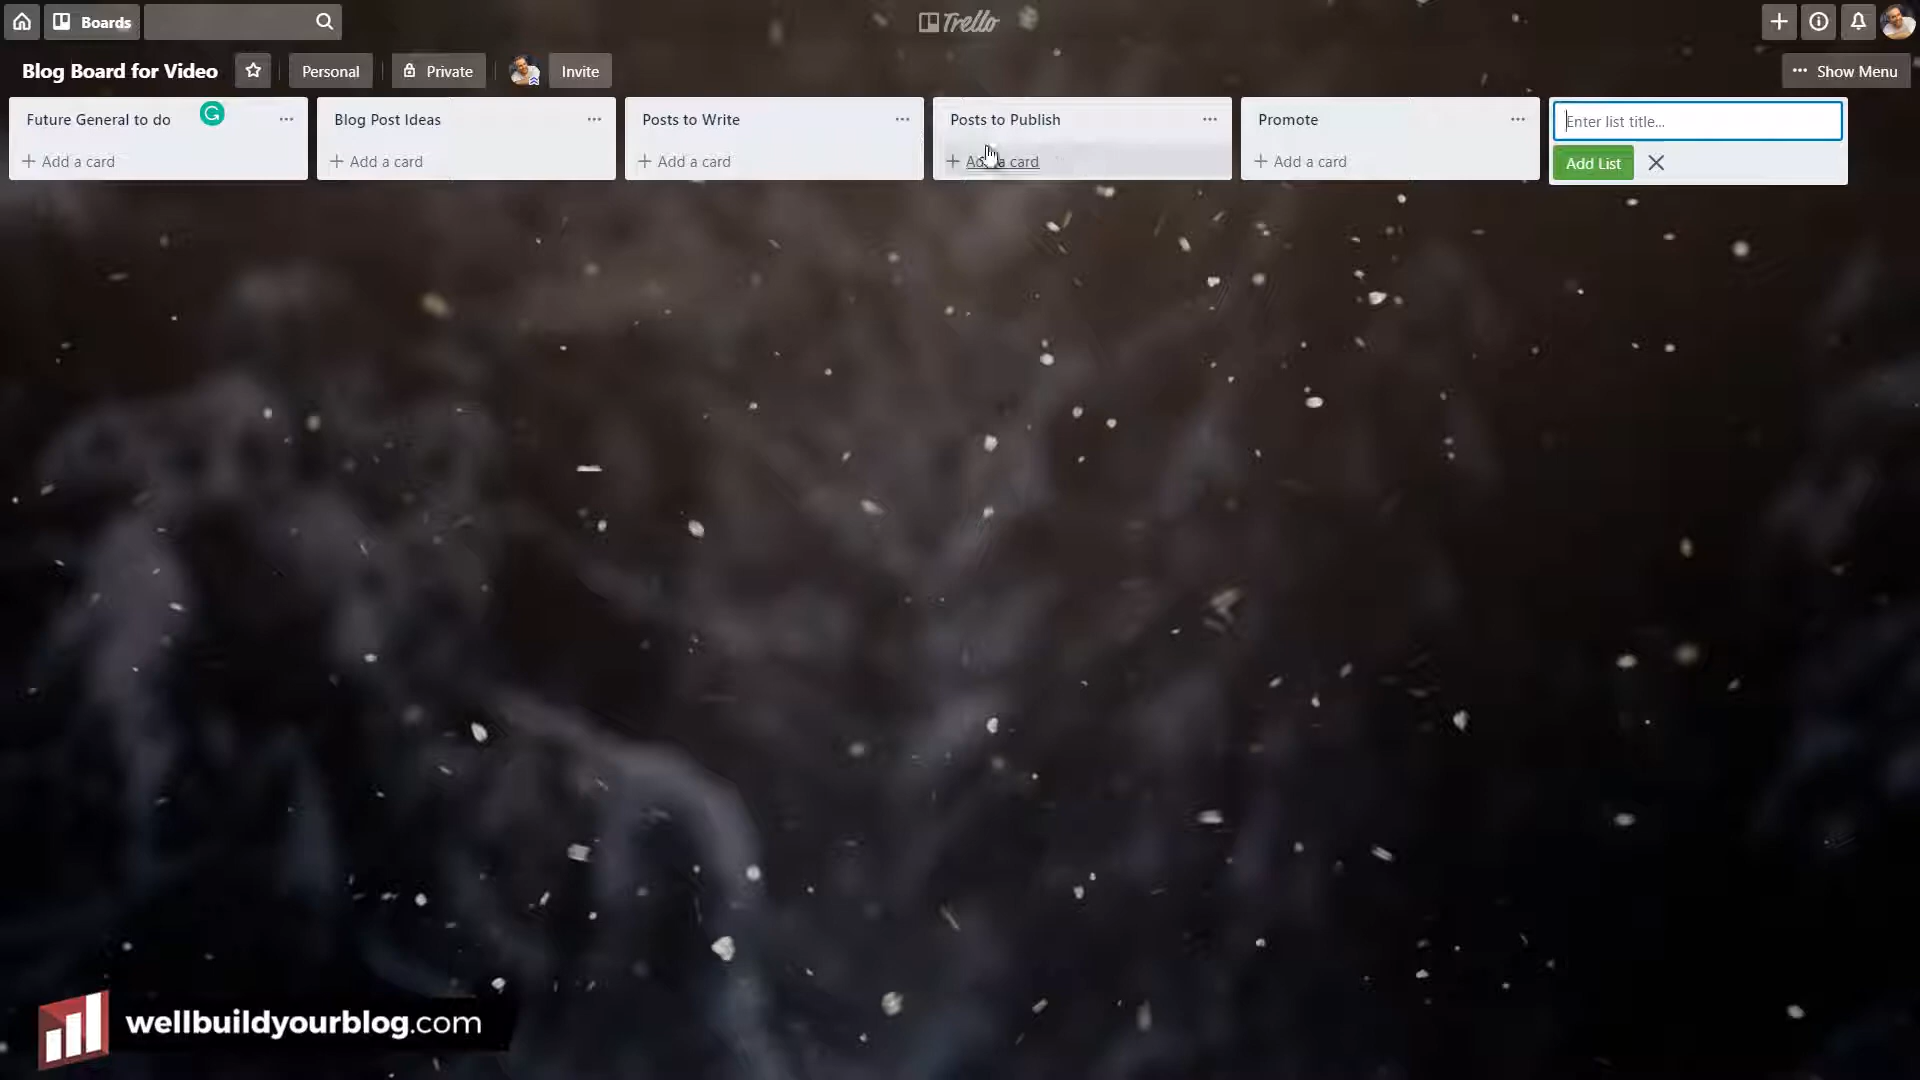 Boards
Trello
Blog Board for Video
Personal
Private
Invite
Show Menu
Future General to do
Add a card
Blog Post Ideas
Add a card
Posts to Write
Add a card
Posts to Publish
Add a card
Promote
Add a card
Enter list title...
Add List
wellbuildyourblog.com